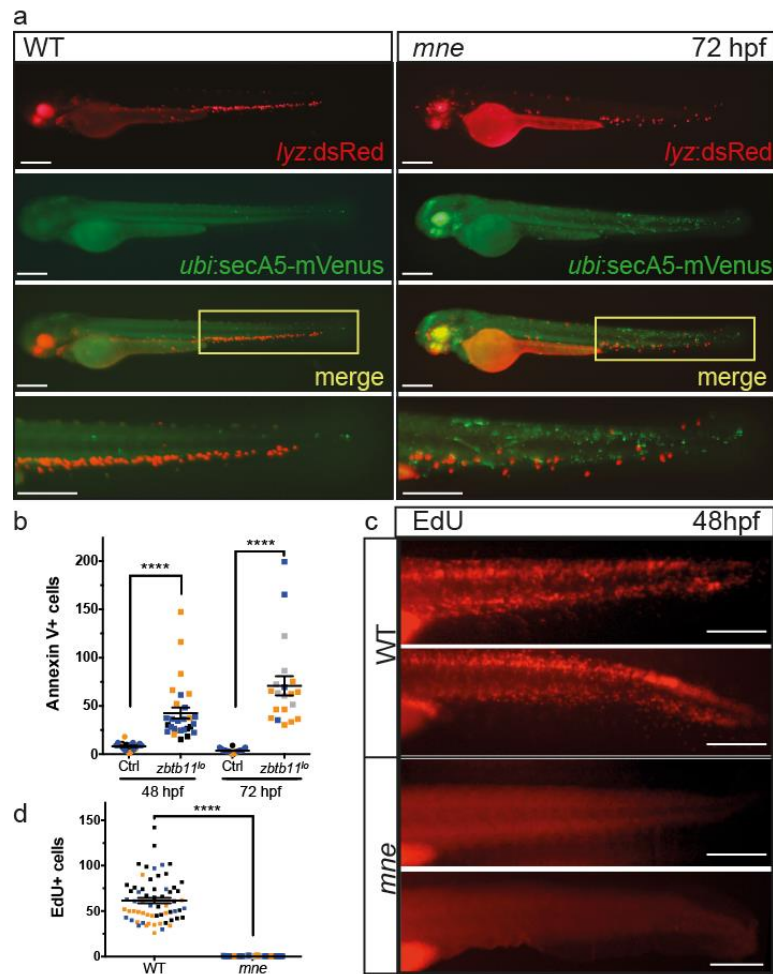 a
WT
mne 72 hpf
lyz:dsRed
lyz:dsRed
ubi:secA5-mVenus
ubi:secA5-mVenus
merge
merge
b
Annexin V+ cells
200
150
100
50
0
****
****
Ctrl zbtb11lo Ctrl zbtb11lo
48 hpf 72 hpf
c
EdU 48hpf
WT
mne
d
EdU+ cells
150
100
50
0
****
WT mne